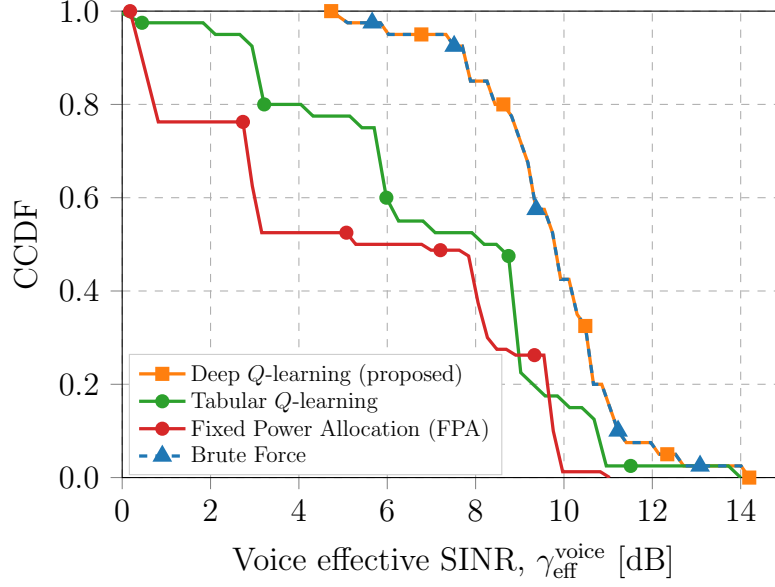 1.0
0.8
0.6
0.4
0.2
0.0
CCDF
Deep Q-learning (proposed)
Tabular Q-learning
Fixed Power Allocation (FPA)
Brute Force
0 2 4 6 8 10 12 14
Voice effective SINR, γ_eff^voice [dB]